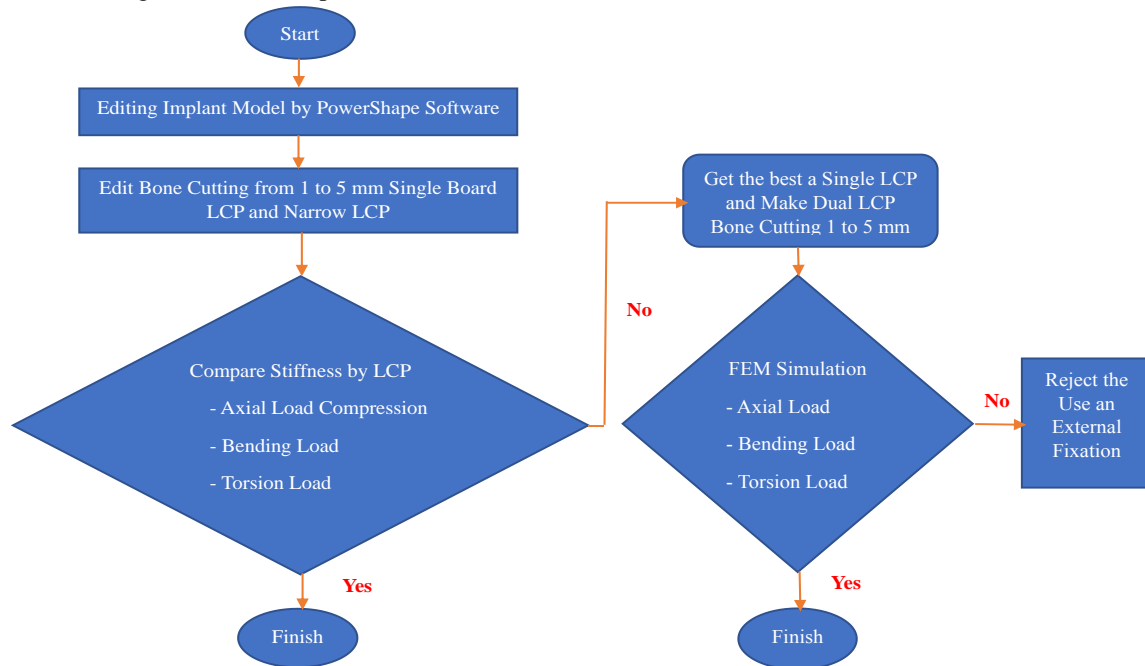 Start
Editing Implant Model by PowerShape Software
Edit Bone Cutting from 1 to 5 mm Single Board
LCP and Narrow LCP
Compare Stiffness by LCP
- Axial Load Compression
- Bending Load
- Torsion Load
Yes
Finish
No
Get the best a Single LCP
and Make Dual LCP
Bone Cutting 1 to 5 mm
FEM Simulation
- Axial Load
- Bending Load
- Torsion Load
Yes
Finish
No
Reject the
Use an
External
Fixation